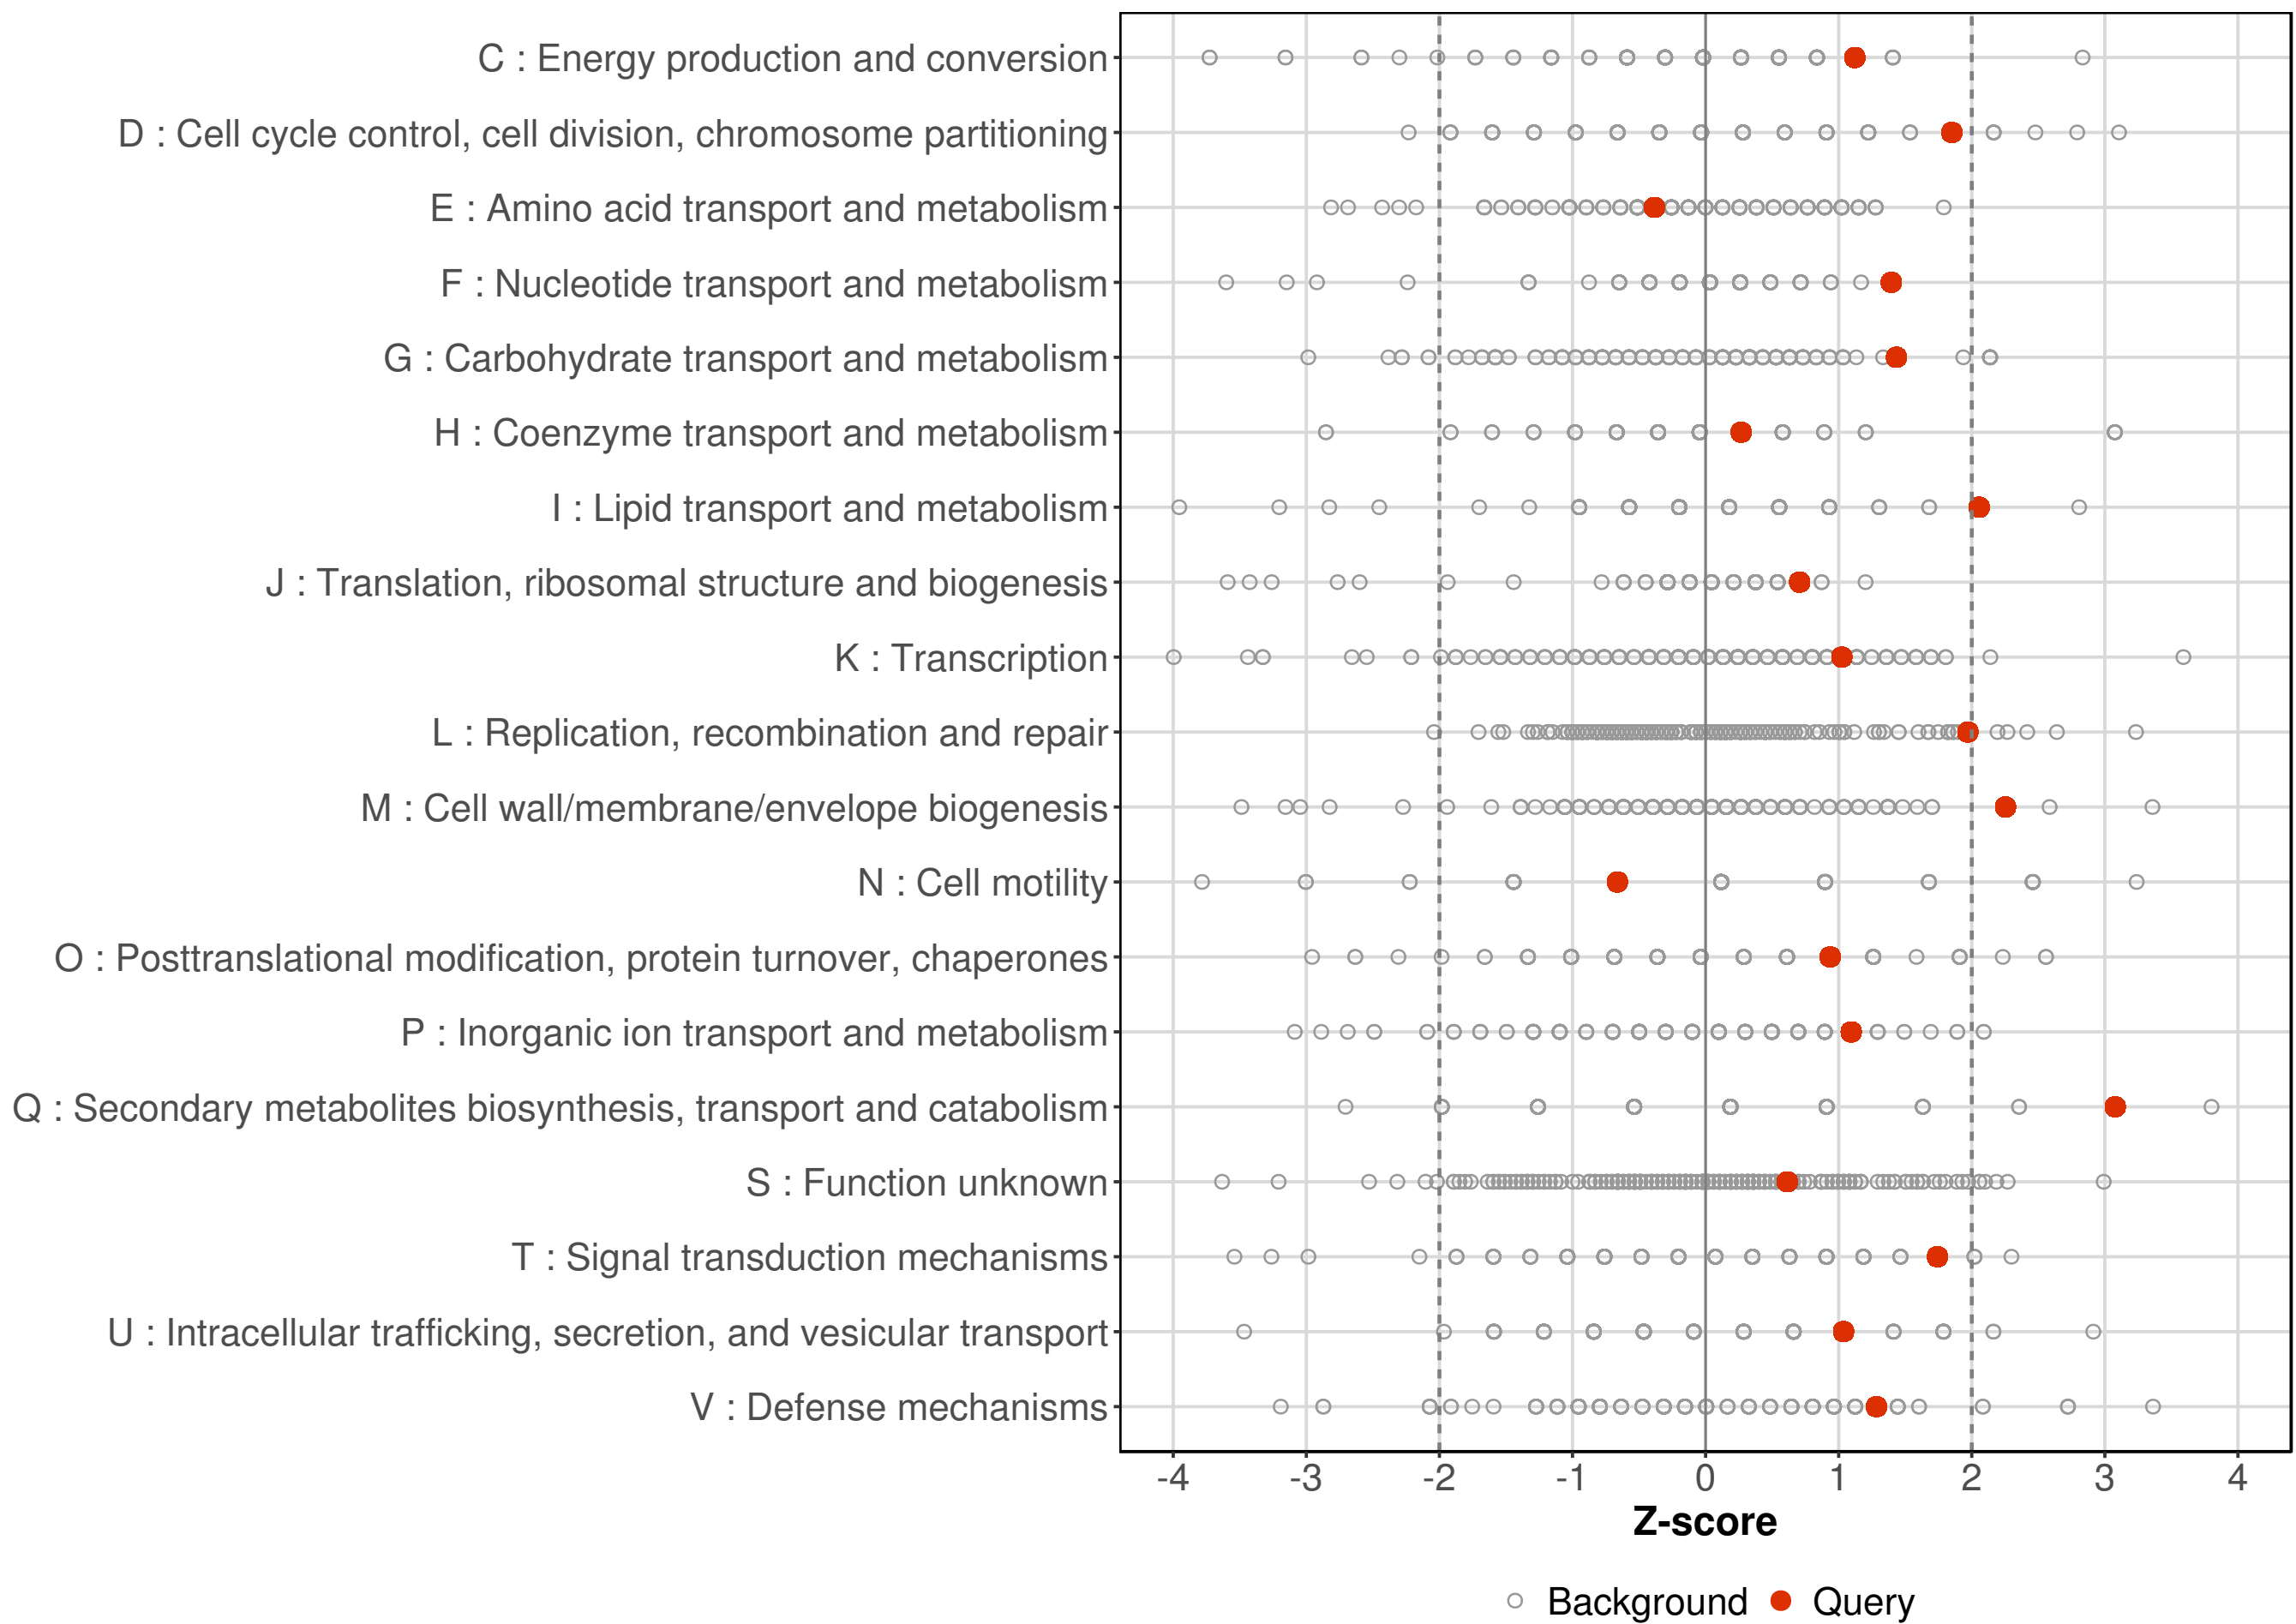 C : Energy production and conversion
D : Cell cycle control, cell division, chromosome partitioning
E : Amino acid transport and metabolism
F : Nucleotide transport and metabolism
G : Carbohydrate transport and metabolism
H : Coenzyme transport and metabolism
I : Lipid transport and metabolism
J : Translation, ribosomal structure and biogenesis
K : Transcription
L : Replication, recombination and repair
M : Cell wall/membrane/envelope biogenesis
N : Cell motility
O : Posttranslational modification, protein turnover, chaperones
P : Inorganic ion transport and metabolism
Q : Secondary metabolites biosynthesis, transport and catabolism
S : Function unknown
T : Signal transduction mechanisms
U : Intracellular trafficking, secretion, and vesicular transport
V : Defense mechanisms
-4 -3 -2 -1 0 1 2 3 4
Z-score
Background Query